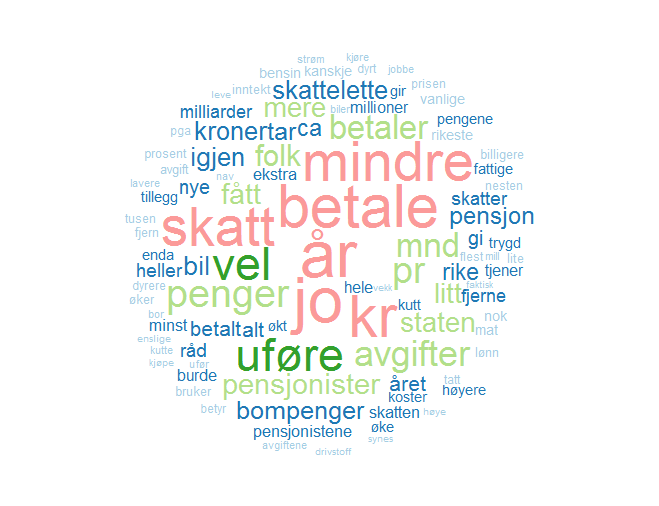 strøm kjøre
bensin kanskje dyrt jobbe
leve inntekt skattelette gir prisen
milliarder mere biler millioner vanlige
pga kronertar ca betaler pengene rikeste
prosent igjen folk mindre billigere
avgift nav ekstra fattige
lavere nye fått betale skatter nesten
tillegg
tusen skatt pensjon
fjern vel år mnd gi trygd
enda bil flest mill lite
heller hele pr rike tjener
dyrere penger jo vekk litt faktisk
øker kr kutt fjerne
bor minst betalt alt økt staten nok
enslige mat
kutte råd uføre avgifter lønn
kjøpe ufør
burde pensjonister året tatt
bruker koster høyere
betyr bompenger skatten høye
pensjonistene øke
avgiftene synes
drivstoff